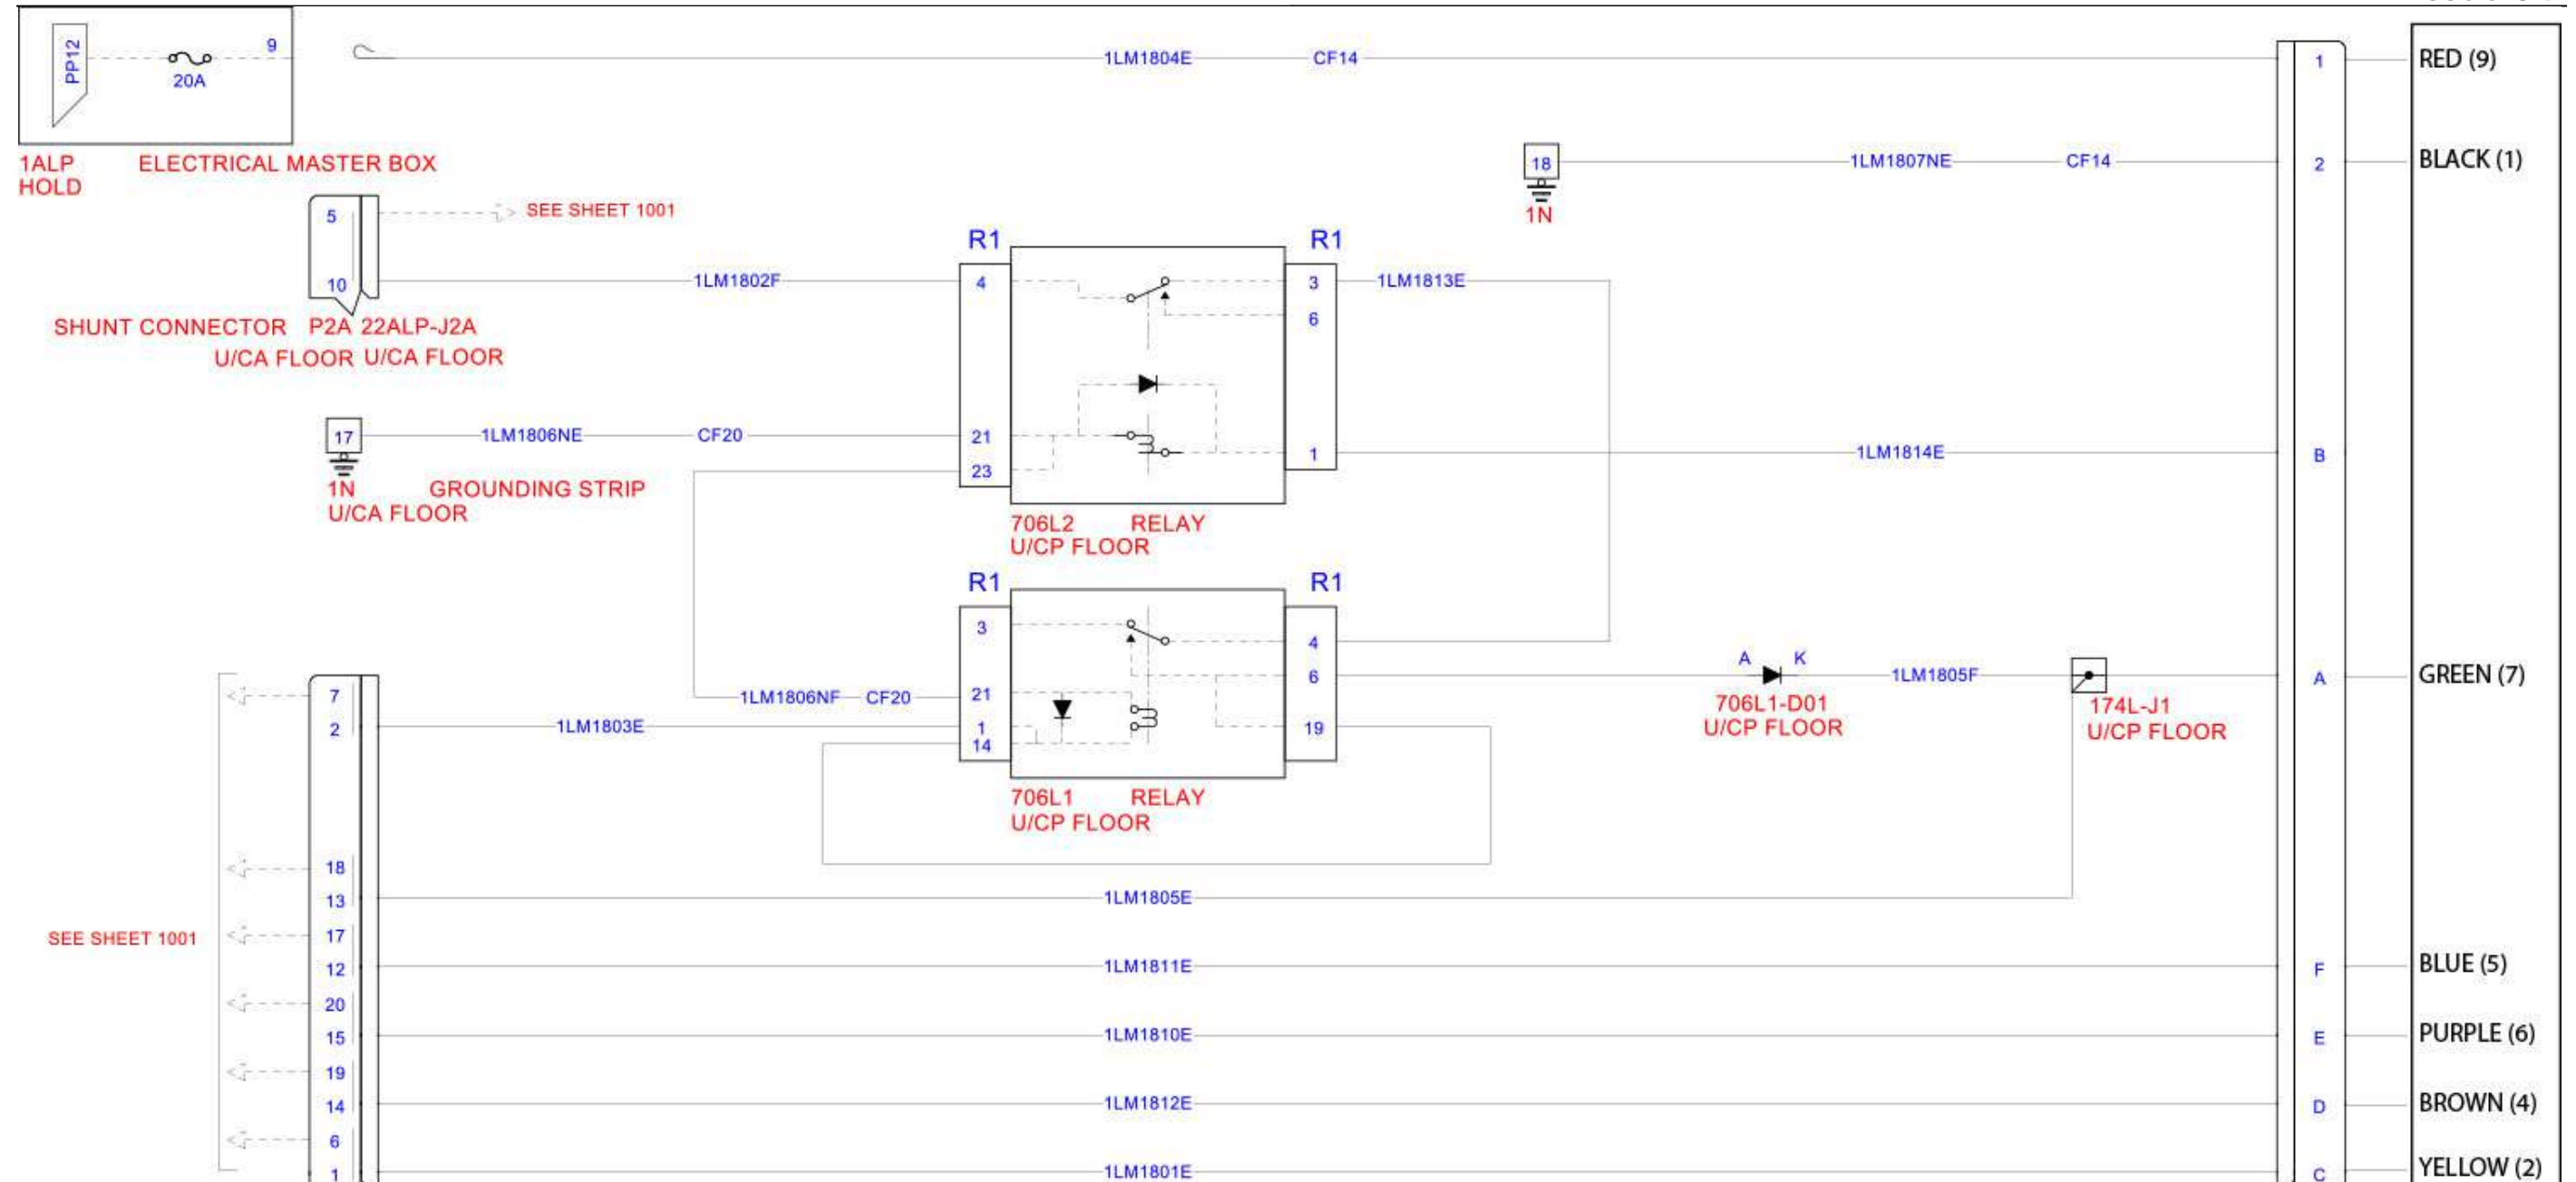 PP12
20A
9
1LM1804E
CF14
1
RED (9)
1ALP
HOLD
ELECTRICAL MASTER BOX
18
1N
1LM1807NE
CF14
2
BLACK (1)
5
SEE SHEET 1001
10
1LM1802F
SHUNT CONNECTOR P2A 22ALP-J2A
U/CA FLOOR U/CA FLOOR
R1
R1
4
3
1LM1813E
6
17
1LM1806NE
CF20
21
23
1
1LM1814E
B
1N
GROUNDING STRIP
U/CA FLOOR
706L2
RELAY
U/CP FLOOR
R1
R1
3
4
6
A
K
1LM1805F
A
GREEN (7)
706L1-D01
U/CP FLOOR
174L-J1
U/CP FLOOR
7
1LM1806NF
CF20
21
2
1LM1803E
1
14
19
706L1
RELAY
U/CP FLOOR
18
13
1LM1805E
SEE SHEET 1001
17
12
1LM1811E
F
BLUE (5)
20
15
1LM1810E
E
PURPLE (6)
19
14
1LM1812E
D
BROWN (4)
6
1
1LM1801E
C
YELLOW (2)